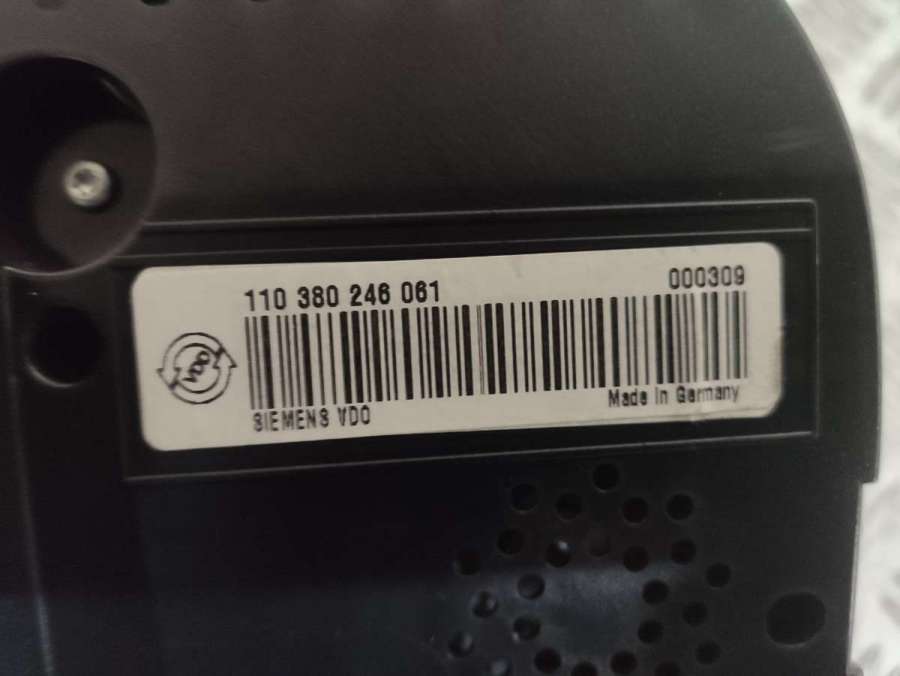 110 380 246 061
000309
VDO
SIEMENS VDO
Made in Germany